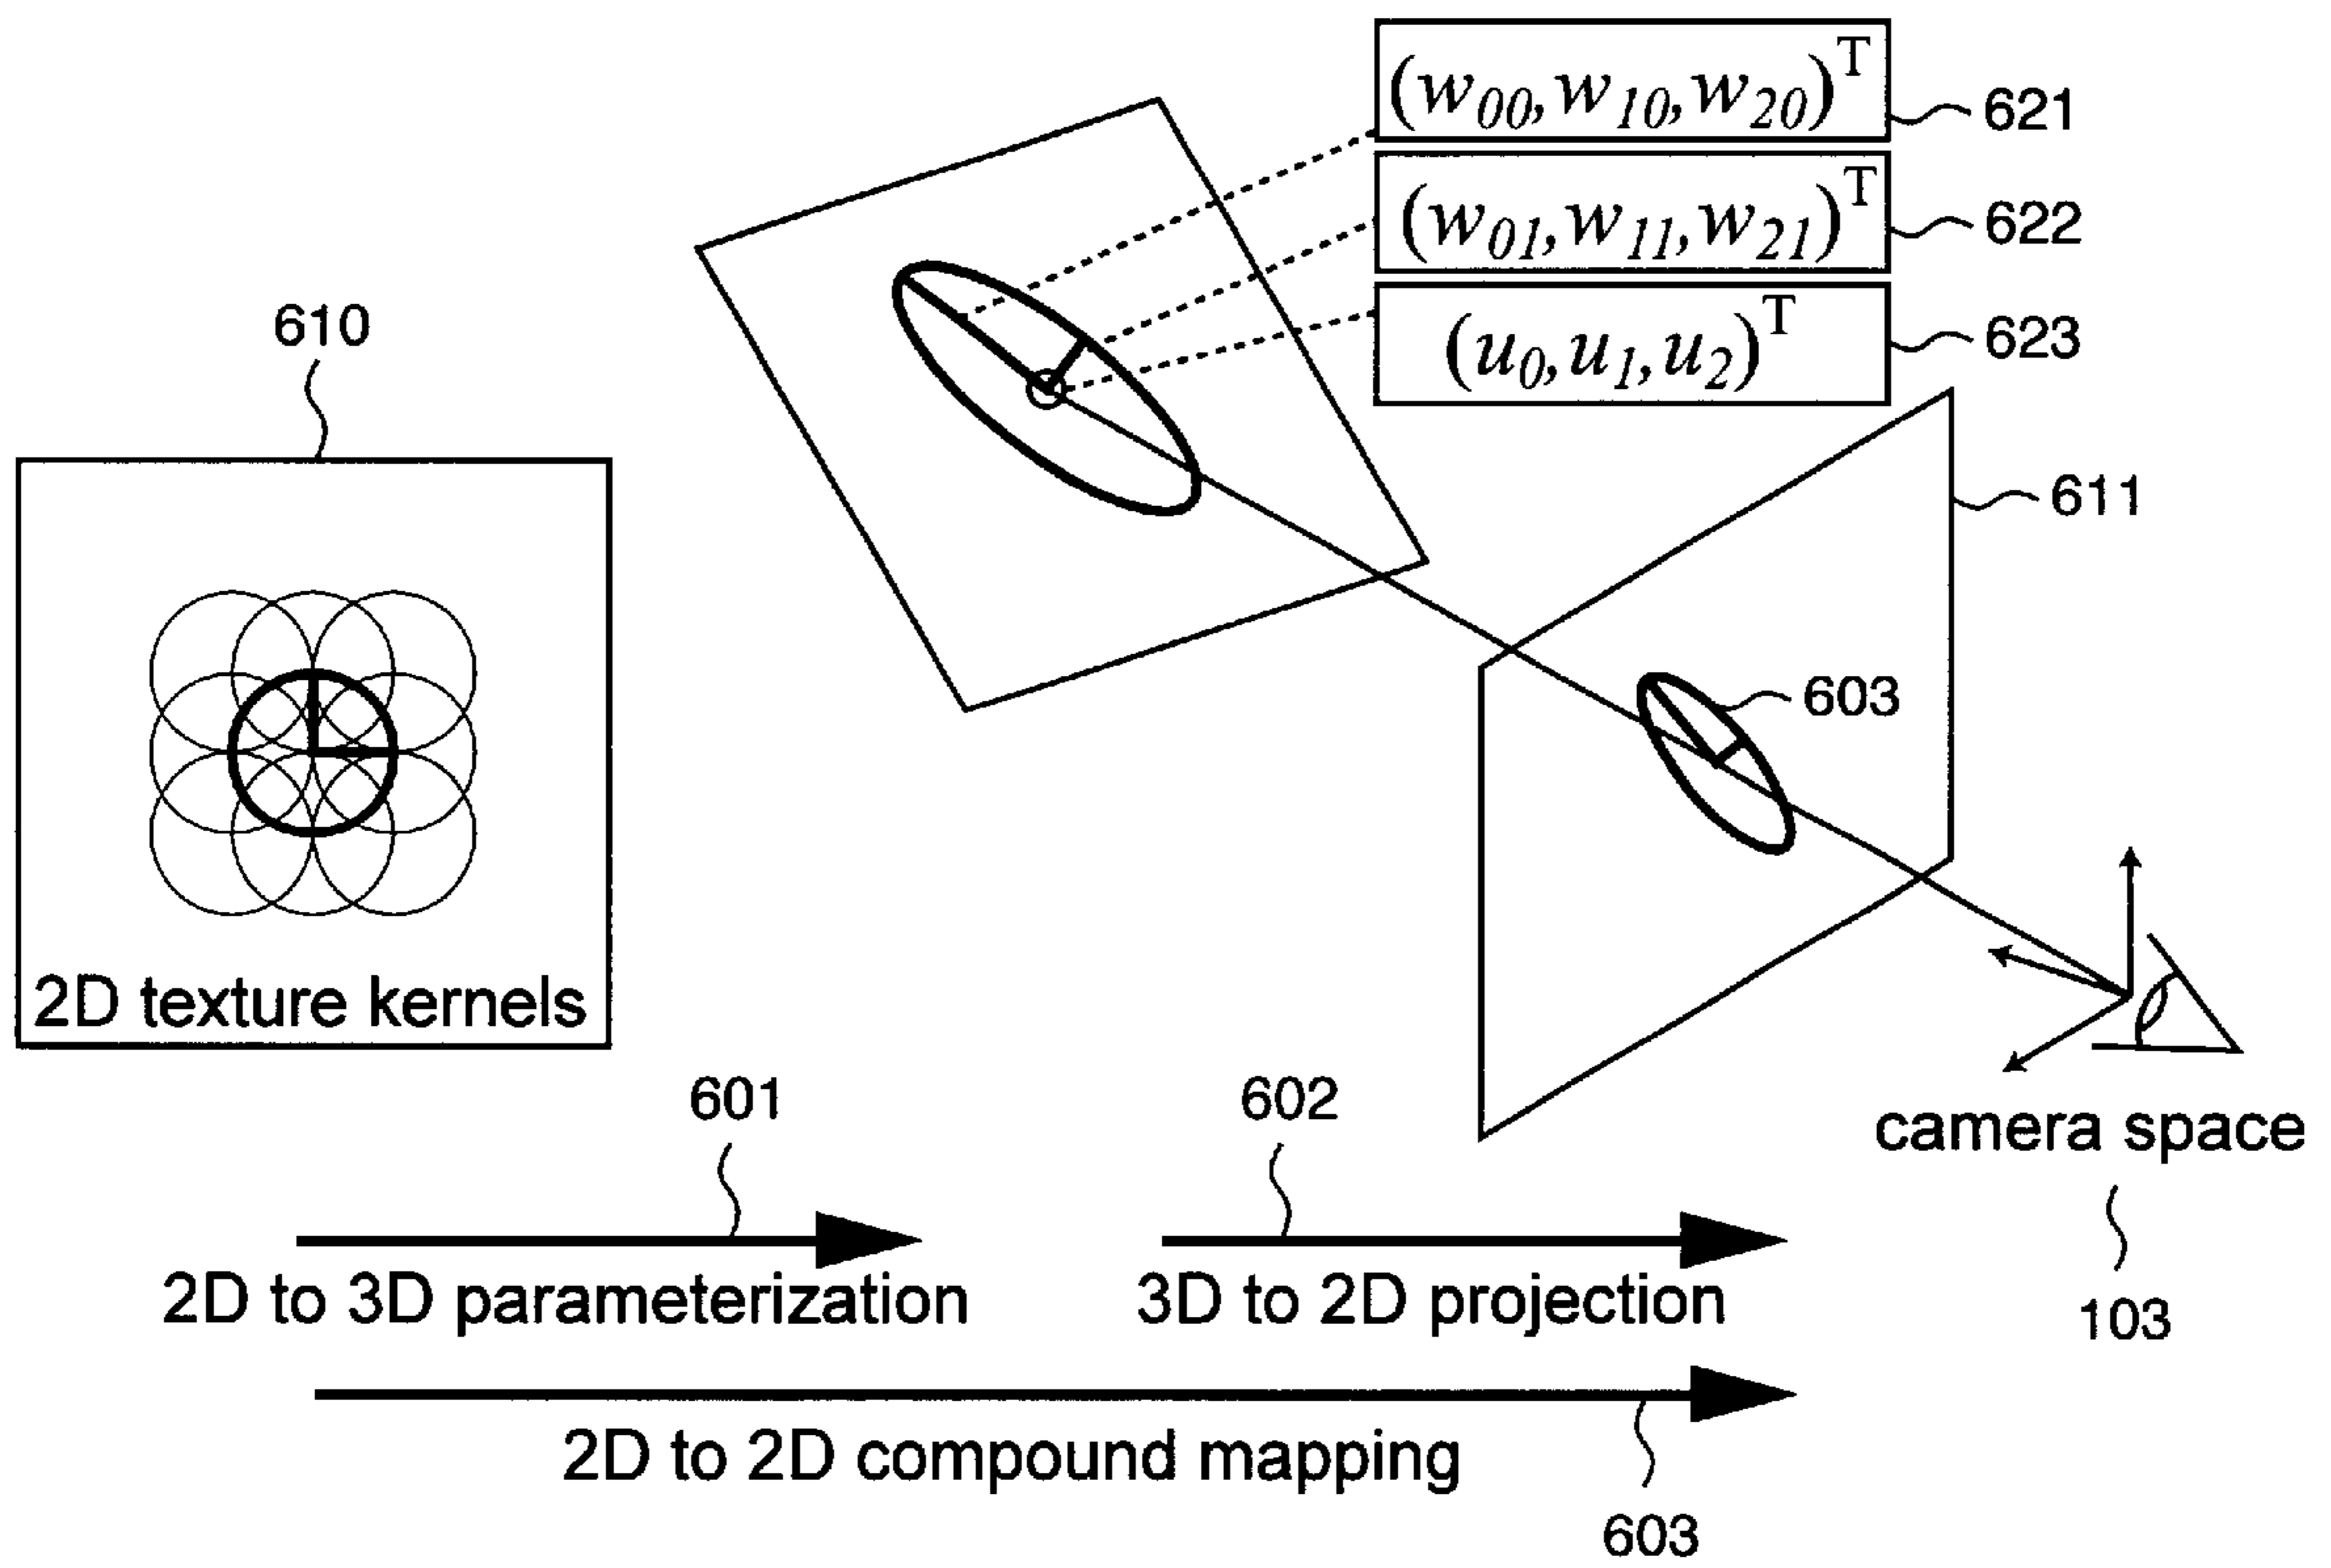 (w00, w10, w20)T
621
(w01, w11, w21)T
622
(u0, u1, u2)T
623
610
611
603
2D texture kernels
601
602
camera space
2D to 3D parameterization
3D to 2D projection
103
2D to 2D compound mapping
603